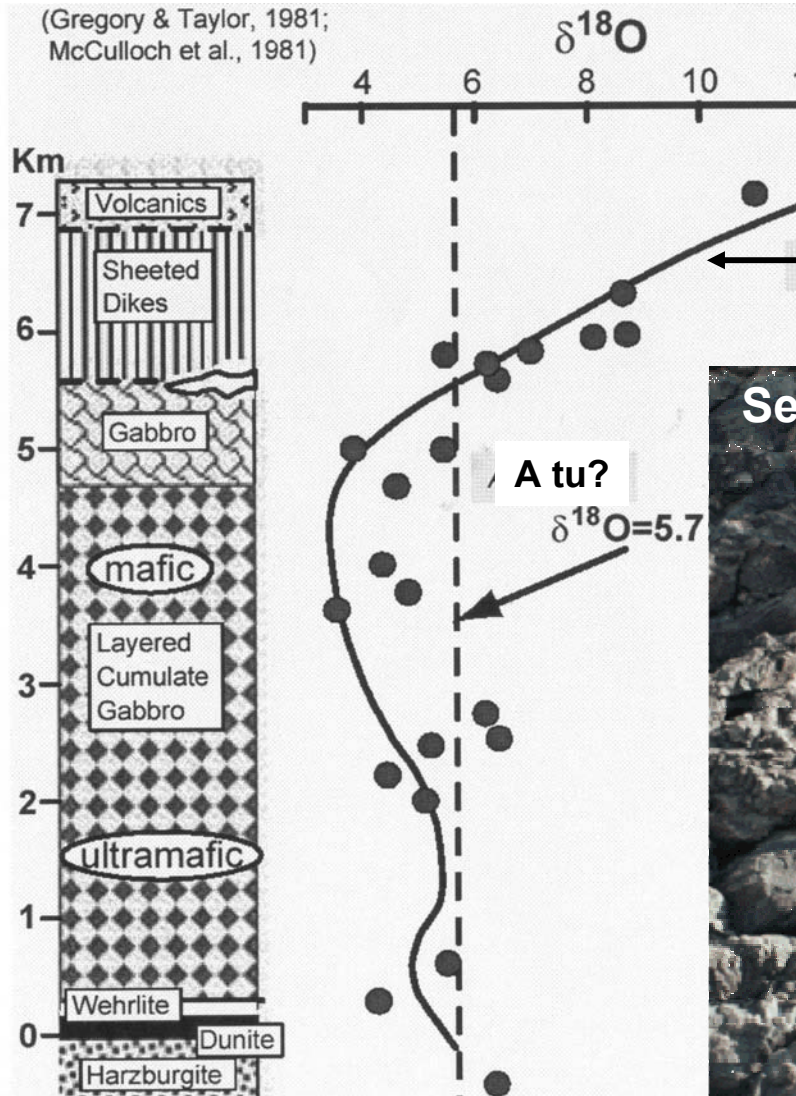 (Gregory & Taylor, 1981;
McCulloch et al., 1981)
δ¹⁸O
4 6 8 10
Km
7
Volcanics
Sheeted
Dikes
6
Gabbro
5
A tu?
δ¹⁸O=5.7
Se
4
mafic
Layered
Cumulate
Gabbro
3
2
ultramafic
1
Wehrlite
0
Dunite
Harzburgite